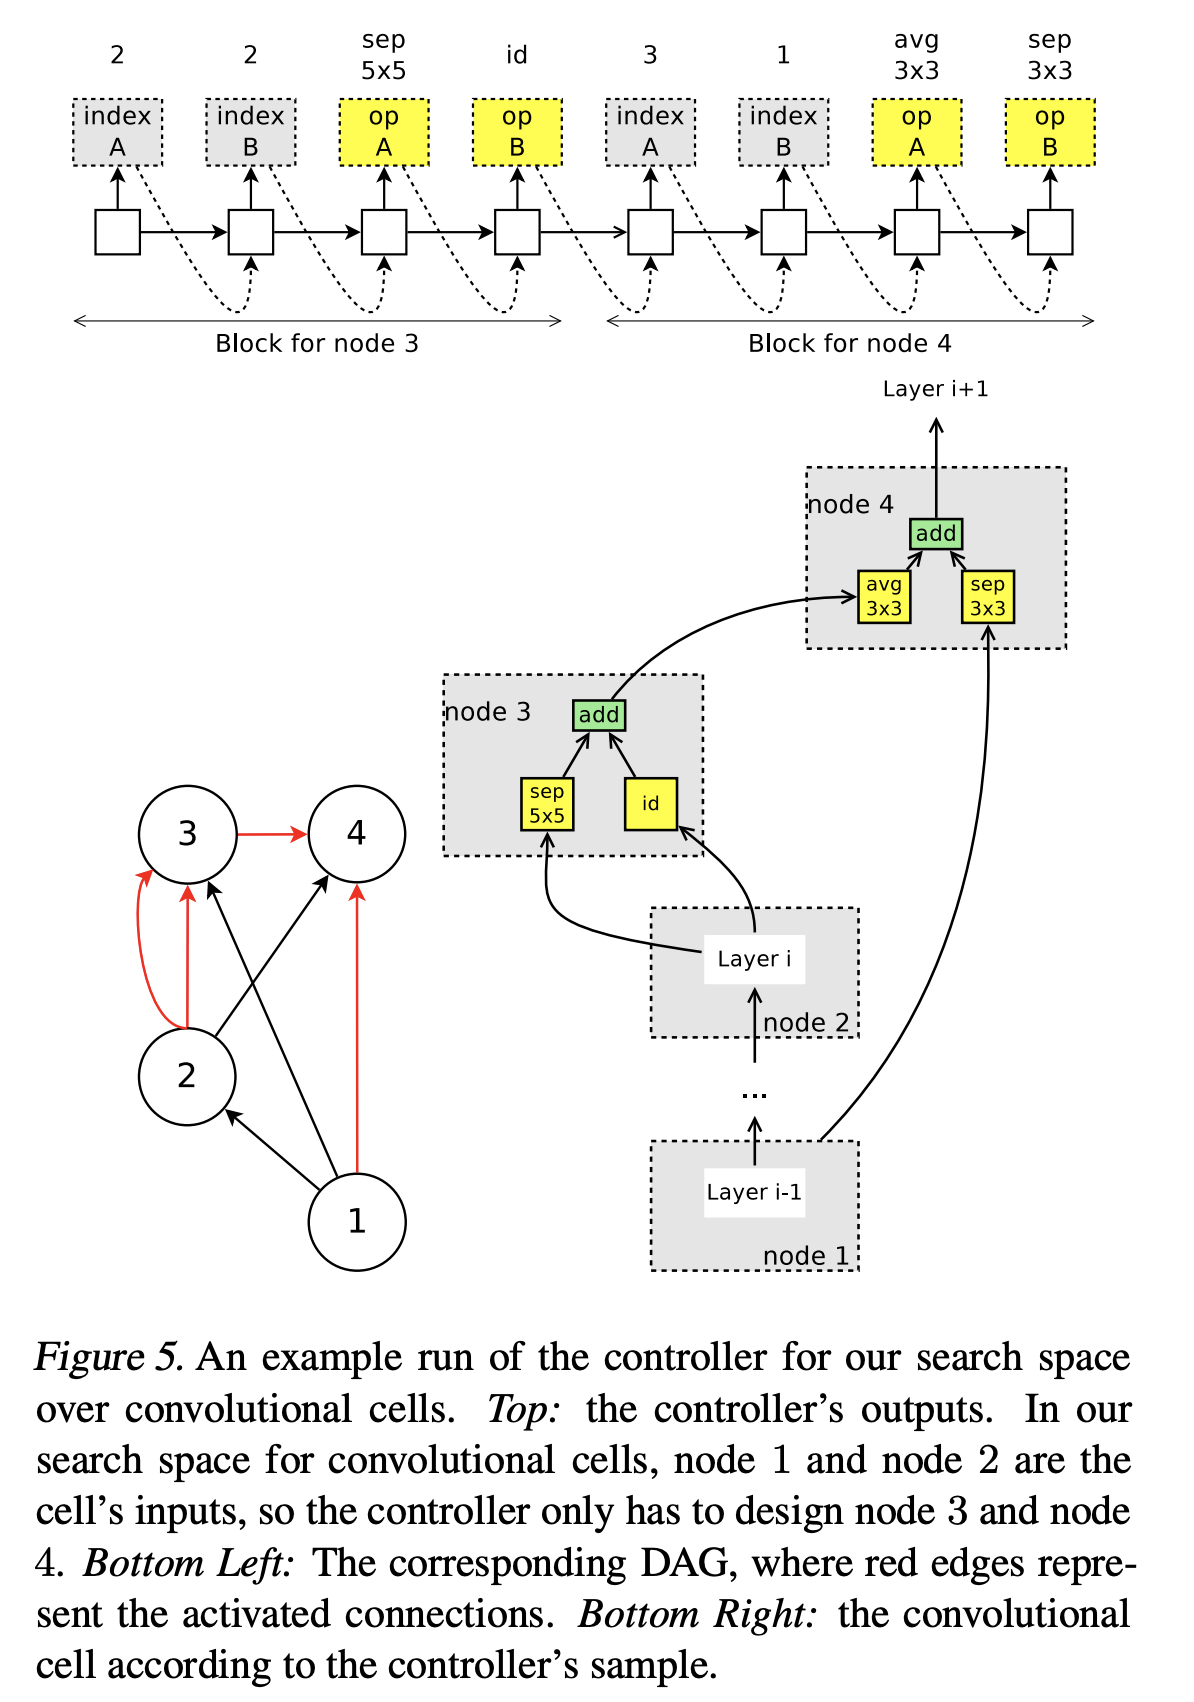 2 2 sep 5x5 id 3 1 avg 3x3 sep 3x3
index A index B op A op B index A index B op A op B
Block for node 3 Block for node 4
Layer i+1
node 4
add
avg 3x3 sep 3x3
node 3
add
sep 5x5 id
3 4
Layer i
node 2
2
...
Layer i-1
1
node 1
Figure 5. An example run of the controller for our search space
over convolutional cells. Top: the controller's outputs. In our
search space for convolutional cells, node 1 and node 2 are the
cell's inputs, so the controller only has to design node 3 and node
4. Bottom Left: The corresponding DAG, where red edges repre-
sent the activated connections. Bottom Right: the convolutional
cell according to the controller's sample.